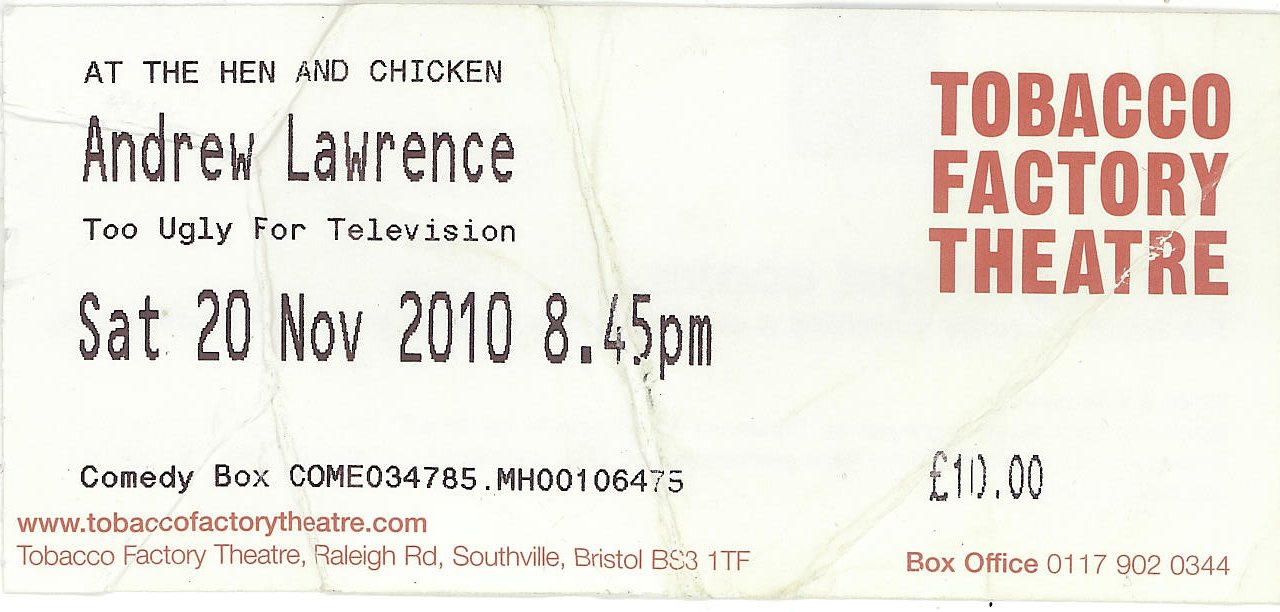 AT THE HEN AND CHICKEN
Andrew Lawrence
Too Ugly For Television
Sat 20 Nov 2010 8.45pm
Comedy Box COME034785.MH00106475
£10.00
www.tobaccofactorytheatre.com
Tobacco Factory Theatre, Raleigh Rd, Southville, Bristol BS3 1TF
TOBACCO
FACTORY
THEATRE
Box Office 0117 902 0344